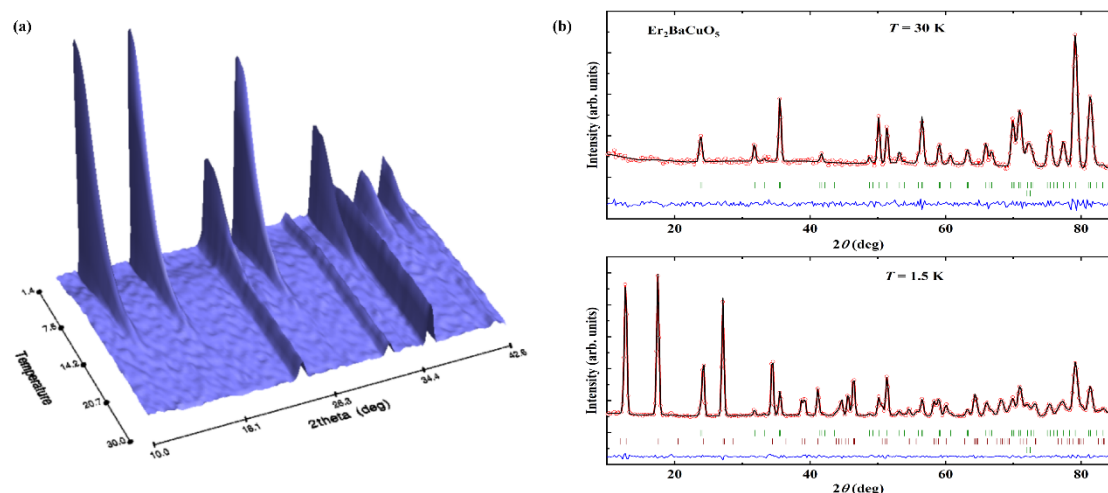 (a)
1.4
7.6
14.2
20.7
30.0
Temperature
10.0
18.1
26.3
34.4
42.6
2theta (deg)
(b)
Er₂BaCuO₅
T = 30 K
Intensity (arb. units)
20 40 60 80
2θ (deg)
T = 1.5 K
Intensity (arb. units)
20 40 60 80
2θ (deg)